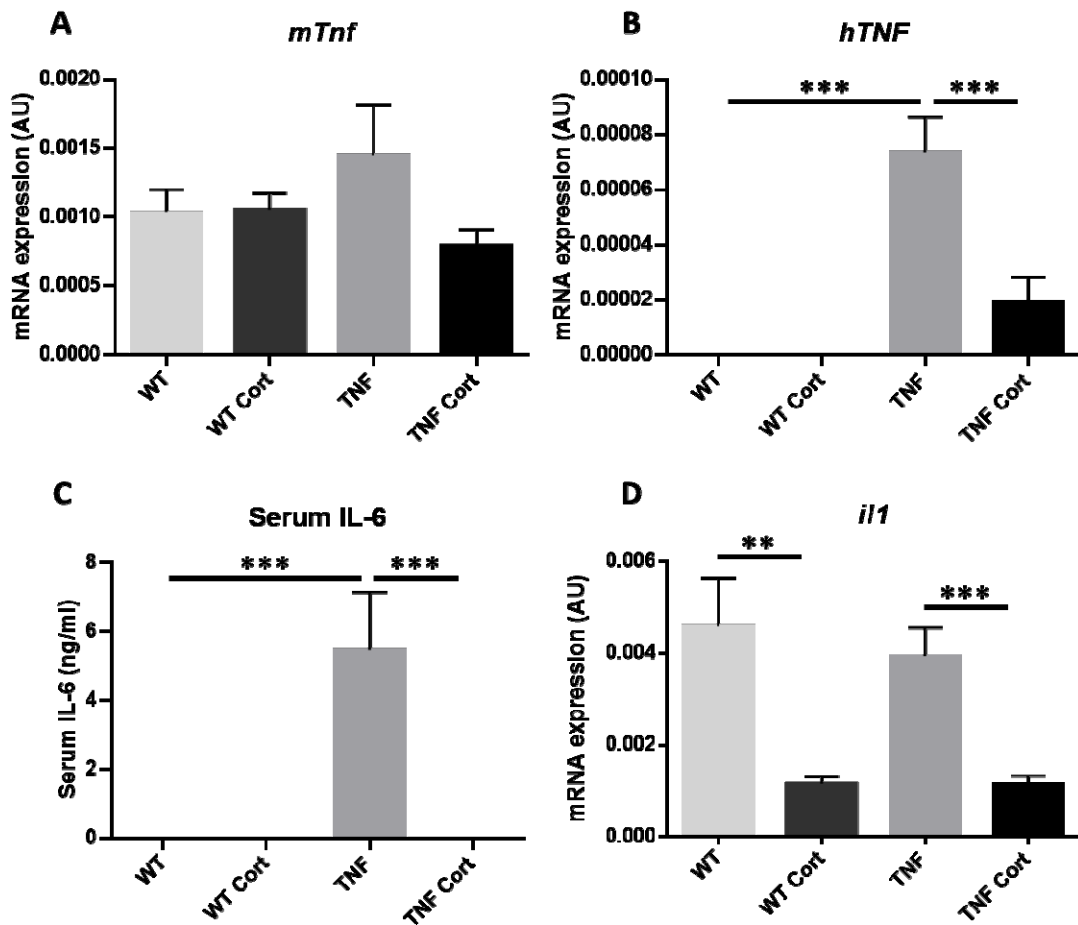 A
mTnf
mRNA expression (AU)
0.0020
0.0015
0.0010
0.0005
0.0000
WT
WT Cort
TNF
TNF Cort
B
hTNF
mRNA expression (AU)
0.00010
0.00008
0.00006
0.00004
0.00002
0.00000
***
***
WT
WT Cort
TNF
TNF Cort
C
Serum IL-6
Serum IL-6 (ng/ml)
8
6
4
2
0
***
***
WT
WT Cort
TNF
TNF Cort
D
il1
mRNA expression (AU)
0.006
0.004
0.002
0.000
**
***
WT
WT Cort
TNF
TNF Cort